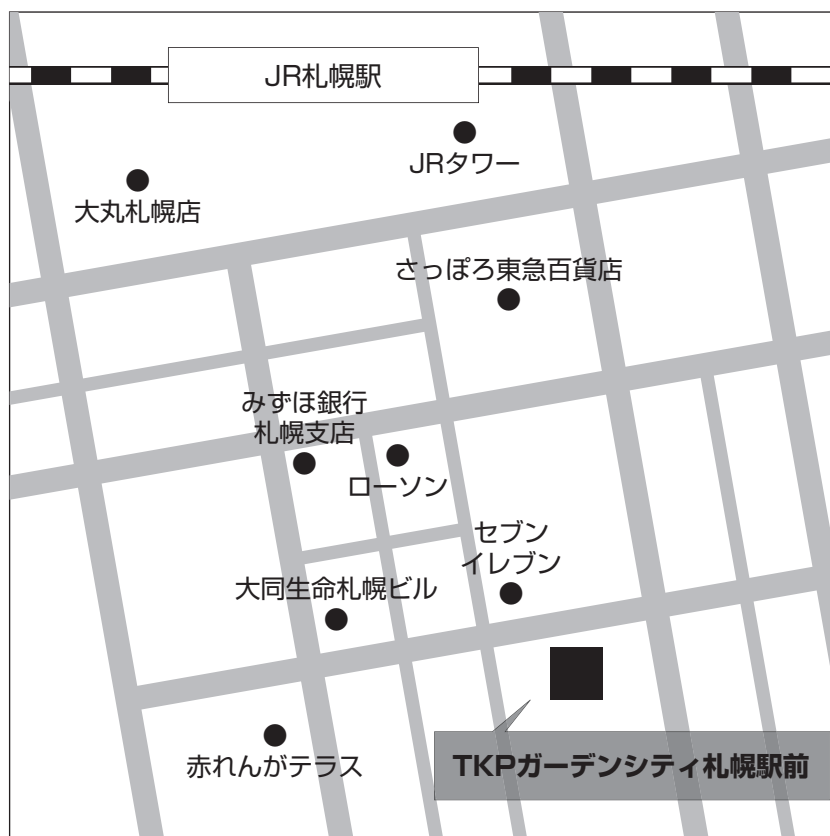 JR札幌駅
JRタワー
大丸札幌店
さっぽろ東急百貨店
みずほ銀行
札幌支店
ローソン
セブン
イレブン
大同生命札幌ビル
赤れんがテラス
TKPガーデンシティ札幌駅前